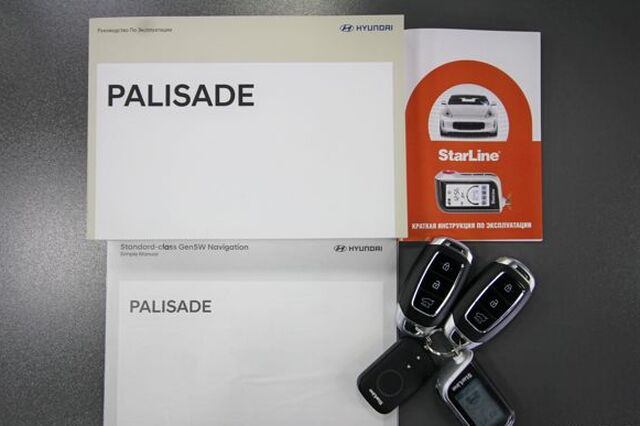 Руководство По Эксплуатации
HYUNDAI
PALISADE
StarLine
КРАТКАЯ ИНСТРУКЦИЯ ПО ЭКСПЛУАТАЦИИ
Standard-class Gen5W Navigation
Simple Manual
HYUNDAI
PALISADE
StarLine
StarLine